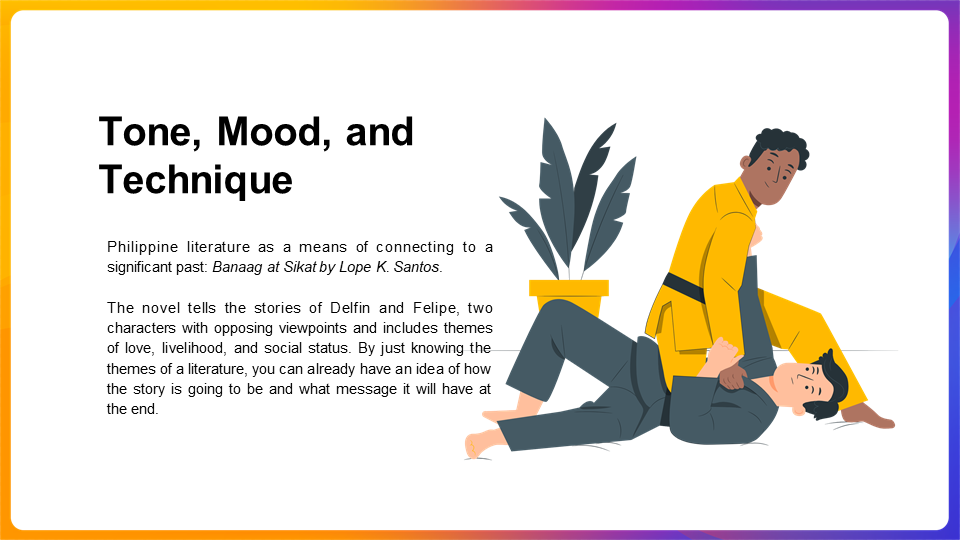 Tone, Mood, and
Technique
Philippine literature as a means of connecting to a
significant past: Banaag at Sikat by Lope K. Santos.
The novel tells the stories of Delfin and Felipe, two
characters with opposing viewpoints and includes themes
of love, livelihood, and social status. By just knowing the
themes of a literature, you can already have an idea of how
the story is going to be and what message it will have at
the end.